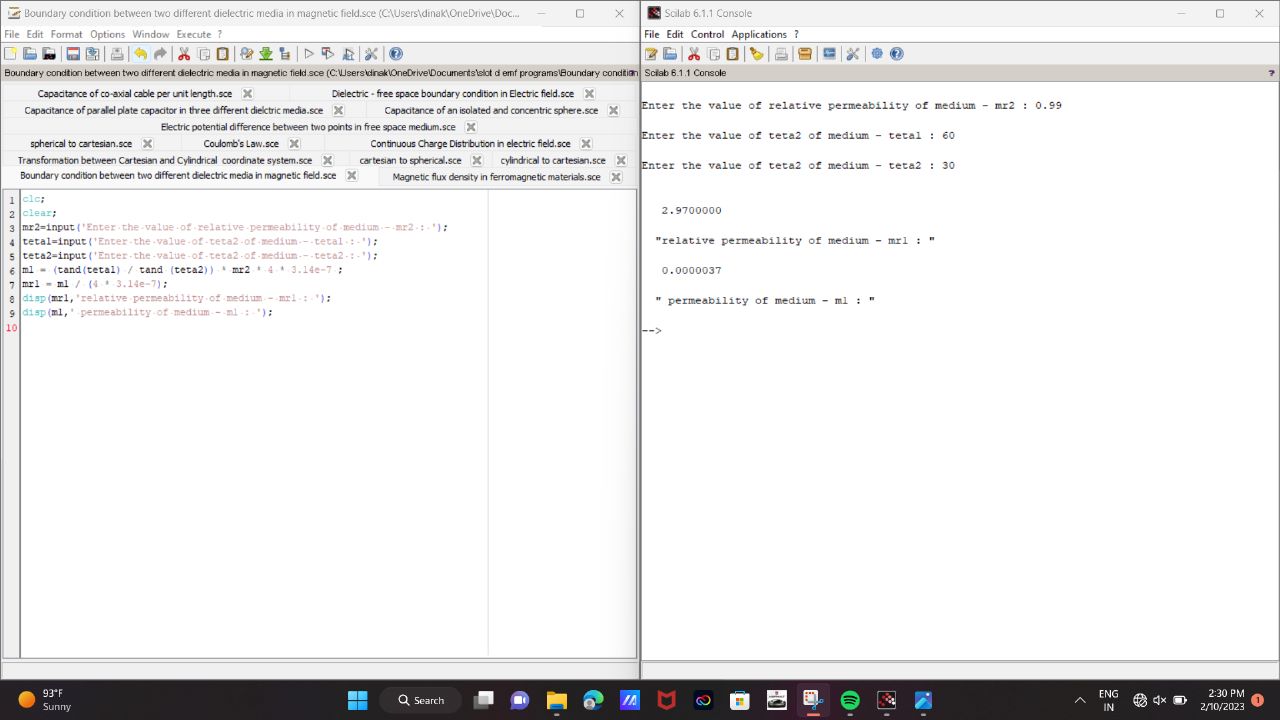 Boundary condition between two different dielectric media in magnetic field.sce (C:\Users\dinak\OneDrive\Doc...
File Edit Format Options Window Execute ?
Boundary condition between two different dielectric media in magnetic field.sce (C:\Users\dinak\OneDrive\Documents\slot d emf programs\Boundary condition
Capacitance of co-axial cable per unit length.sce
Dielectric - free space boundary condition in Electric field.sce
Capacitance of parallel plate capacitor in three different dielctric media.sce
Capacitance of an isolated and concentric sphere.sce
Electric potential difference between two points in free space medium.sce
spherical to cartesian.sce
Coulomb's Law.sce
Continuous Charge Distribution in electric field.sce
Transformation between Cartesian and Cylindrical coordinate system.sce
cartesian to spherical.sce
cylindrical to cartesian.sce
Boundary condition between two different dielectric media in magnetic field.sce
Magnetic flux density in ferromagnetic materials.sce
1 clc;
2 clear;
3 mr2=input('Enter the value of relative permeability of medium - mr2 : ');
4 teta1=input('Enter the value of teta2 of medium - teta1 : ');
5 teta2=input('Enter the value of teta2 of medium - teta2 : ');
6 m1 = (tand(teta1) / tand (teta2)) * mr2 * 4 * 3.14e-7 ;
7 mr1 = m1 / (4 * 3.14e-7);
8 disp(mr1,'relative permeability of medium - mr1 : ');
9 disp(m1,' permeability of medium - m1 : ');
10
Scilab 6.1.1 Console
File Edit Control Applications ?
Scilab 6.1.1 Console ?
Enter the value of relative permeability of medium - mr2 : 0.99
Enter the value of teta2 of medium - teta1 : 60
Enter the value of teta2 of medium - teta2 : 30
2.9700000
"relative permeability of medium - mr1 : "
0.0000037
" permeability of medium - m1 : "
-->
93°F
Sunny
Search
ENG
IN
2:30 PM
2/10/2023
1